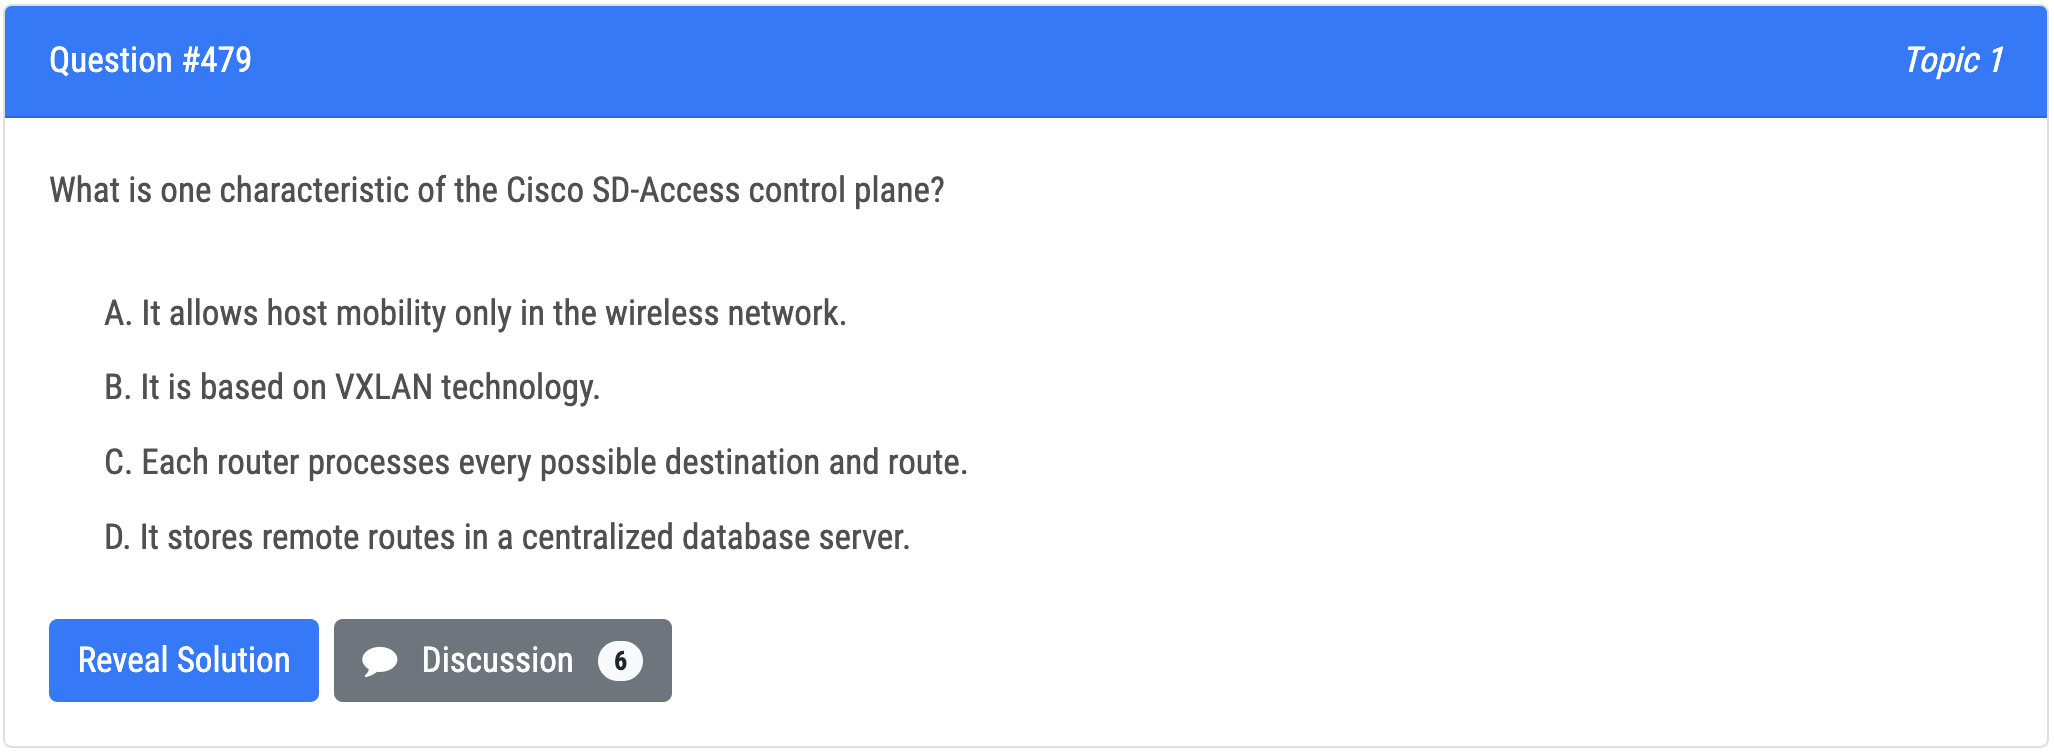 Question #479
Topic 1
What is one characteristic of the Cisco SD-Access control plane?
A. It allows host mobility only in the wireless network.
B. It is based on VXLAN technology.
C. Each router processes every possible destination and route.
D. It stores remote routes in a centralized database server.
Reveal Solution
Discussion 6